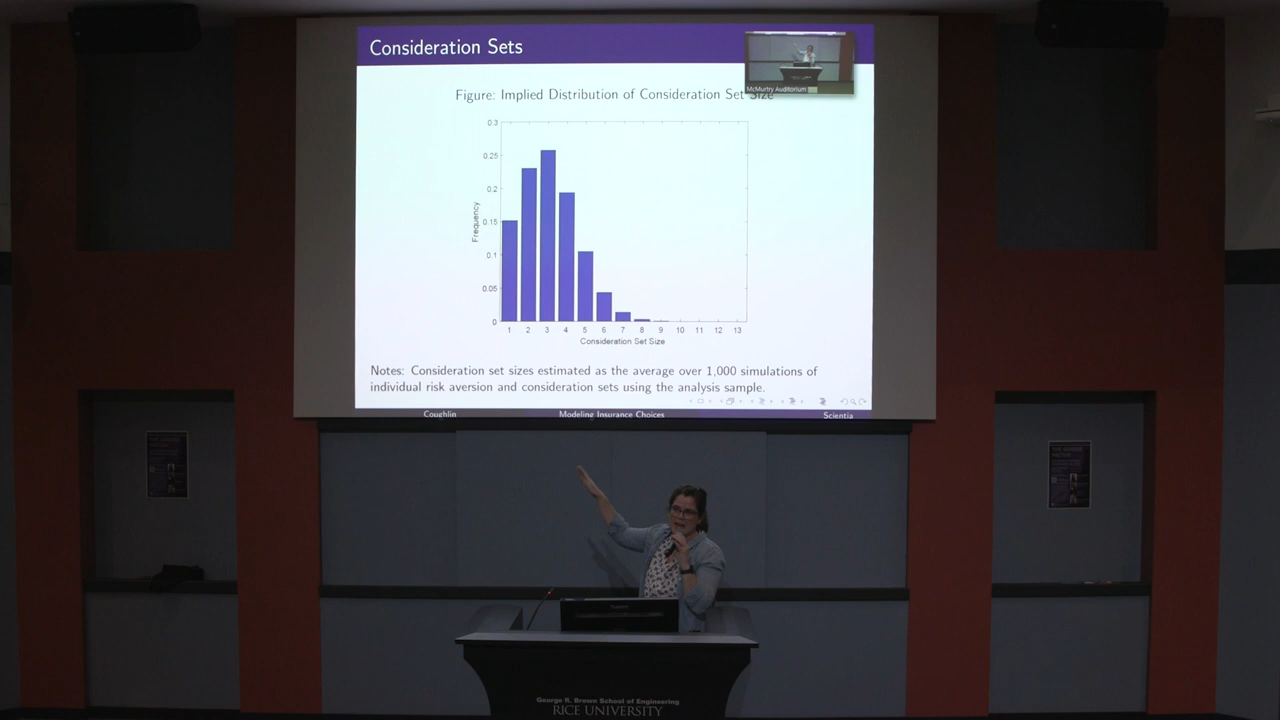 Consideration Sets
McMurtry Auditorium
Figure: Implied Distribution of Consideration Set Size
0.3
0.25
0.2
0.15
0.1
0.05
0
Frequency
1 2 3 4 5 6 7 8 9 10 11 12 13
Consideration Set Size
Notes: Consideration set sizes estimated as the average over 1,000 simulations of
individual risk aversion and consideration sets using the analysis sample.
Coughlin Modeling Insurance Choices Scientia
George R. Brown School of Engineering
RICE UNIVERSITY